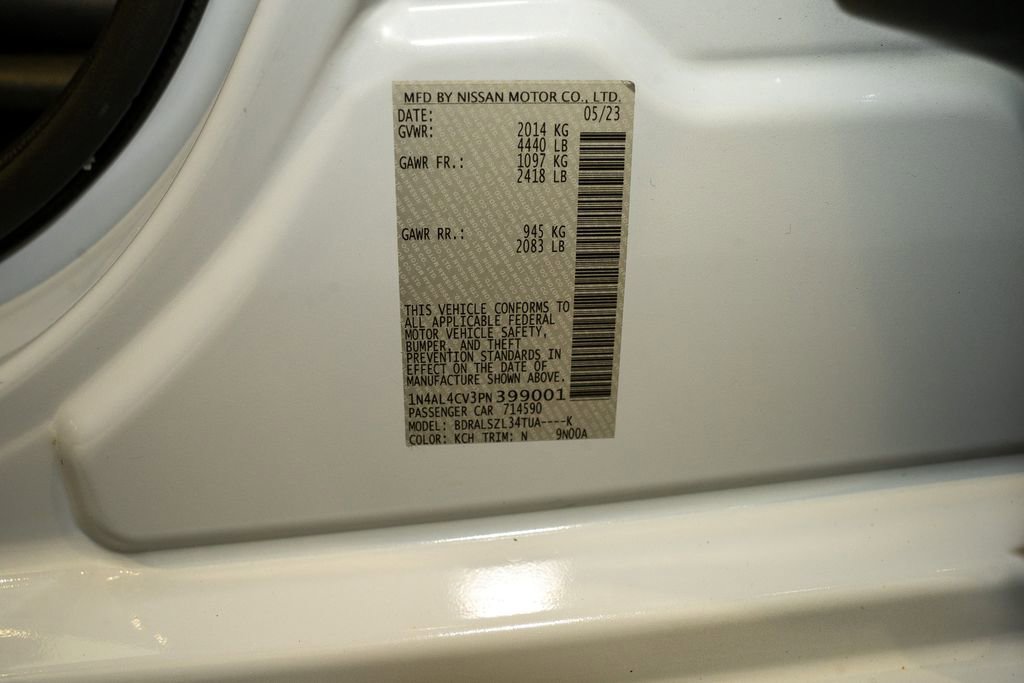 MFD BY NISSAN MOTOR CO., LTD.
DATE: 05/23
GVWR: 2014 KG
4440 LB
GAWR FR.: 1097 KG
2418 LB
GAWR RR.: 945 KG
2083 LB
THIS VEHICLE CONFORMS TO
ALL APPLICABLE FEDERAL
MOTOR VEHICLE SAFETY,
BUMPER, AND THEFT
PREVENTION STANDARDS IN
EFFECT ON THE DATE OF
MANUFACTURE SHOWN ABOVE.
1N4AL4CV3PN399001
PASSENGER CAR 714590
MODEL: BDRALSZL34TUA----K
COLOR: KCH TRIM: N 9N00A